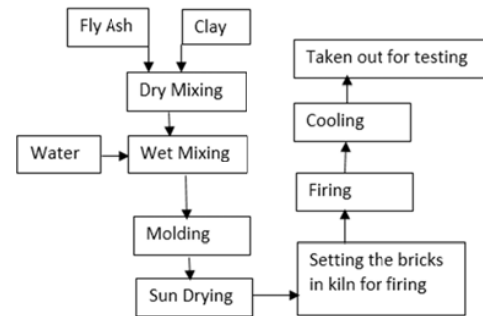 Fly Ash
Clay
Dry Mixing
Water
Wet Mixing
Molding
Sun Drying
Setting the bricks
in kiln for firing
Firing
Cooling
Taken out for testing